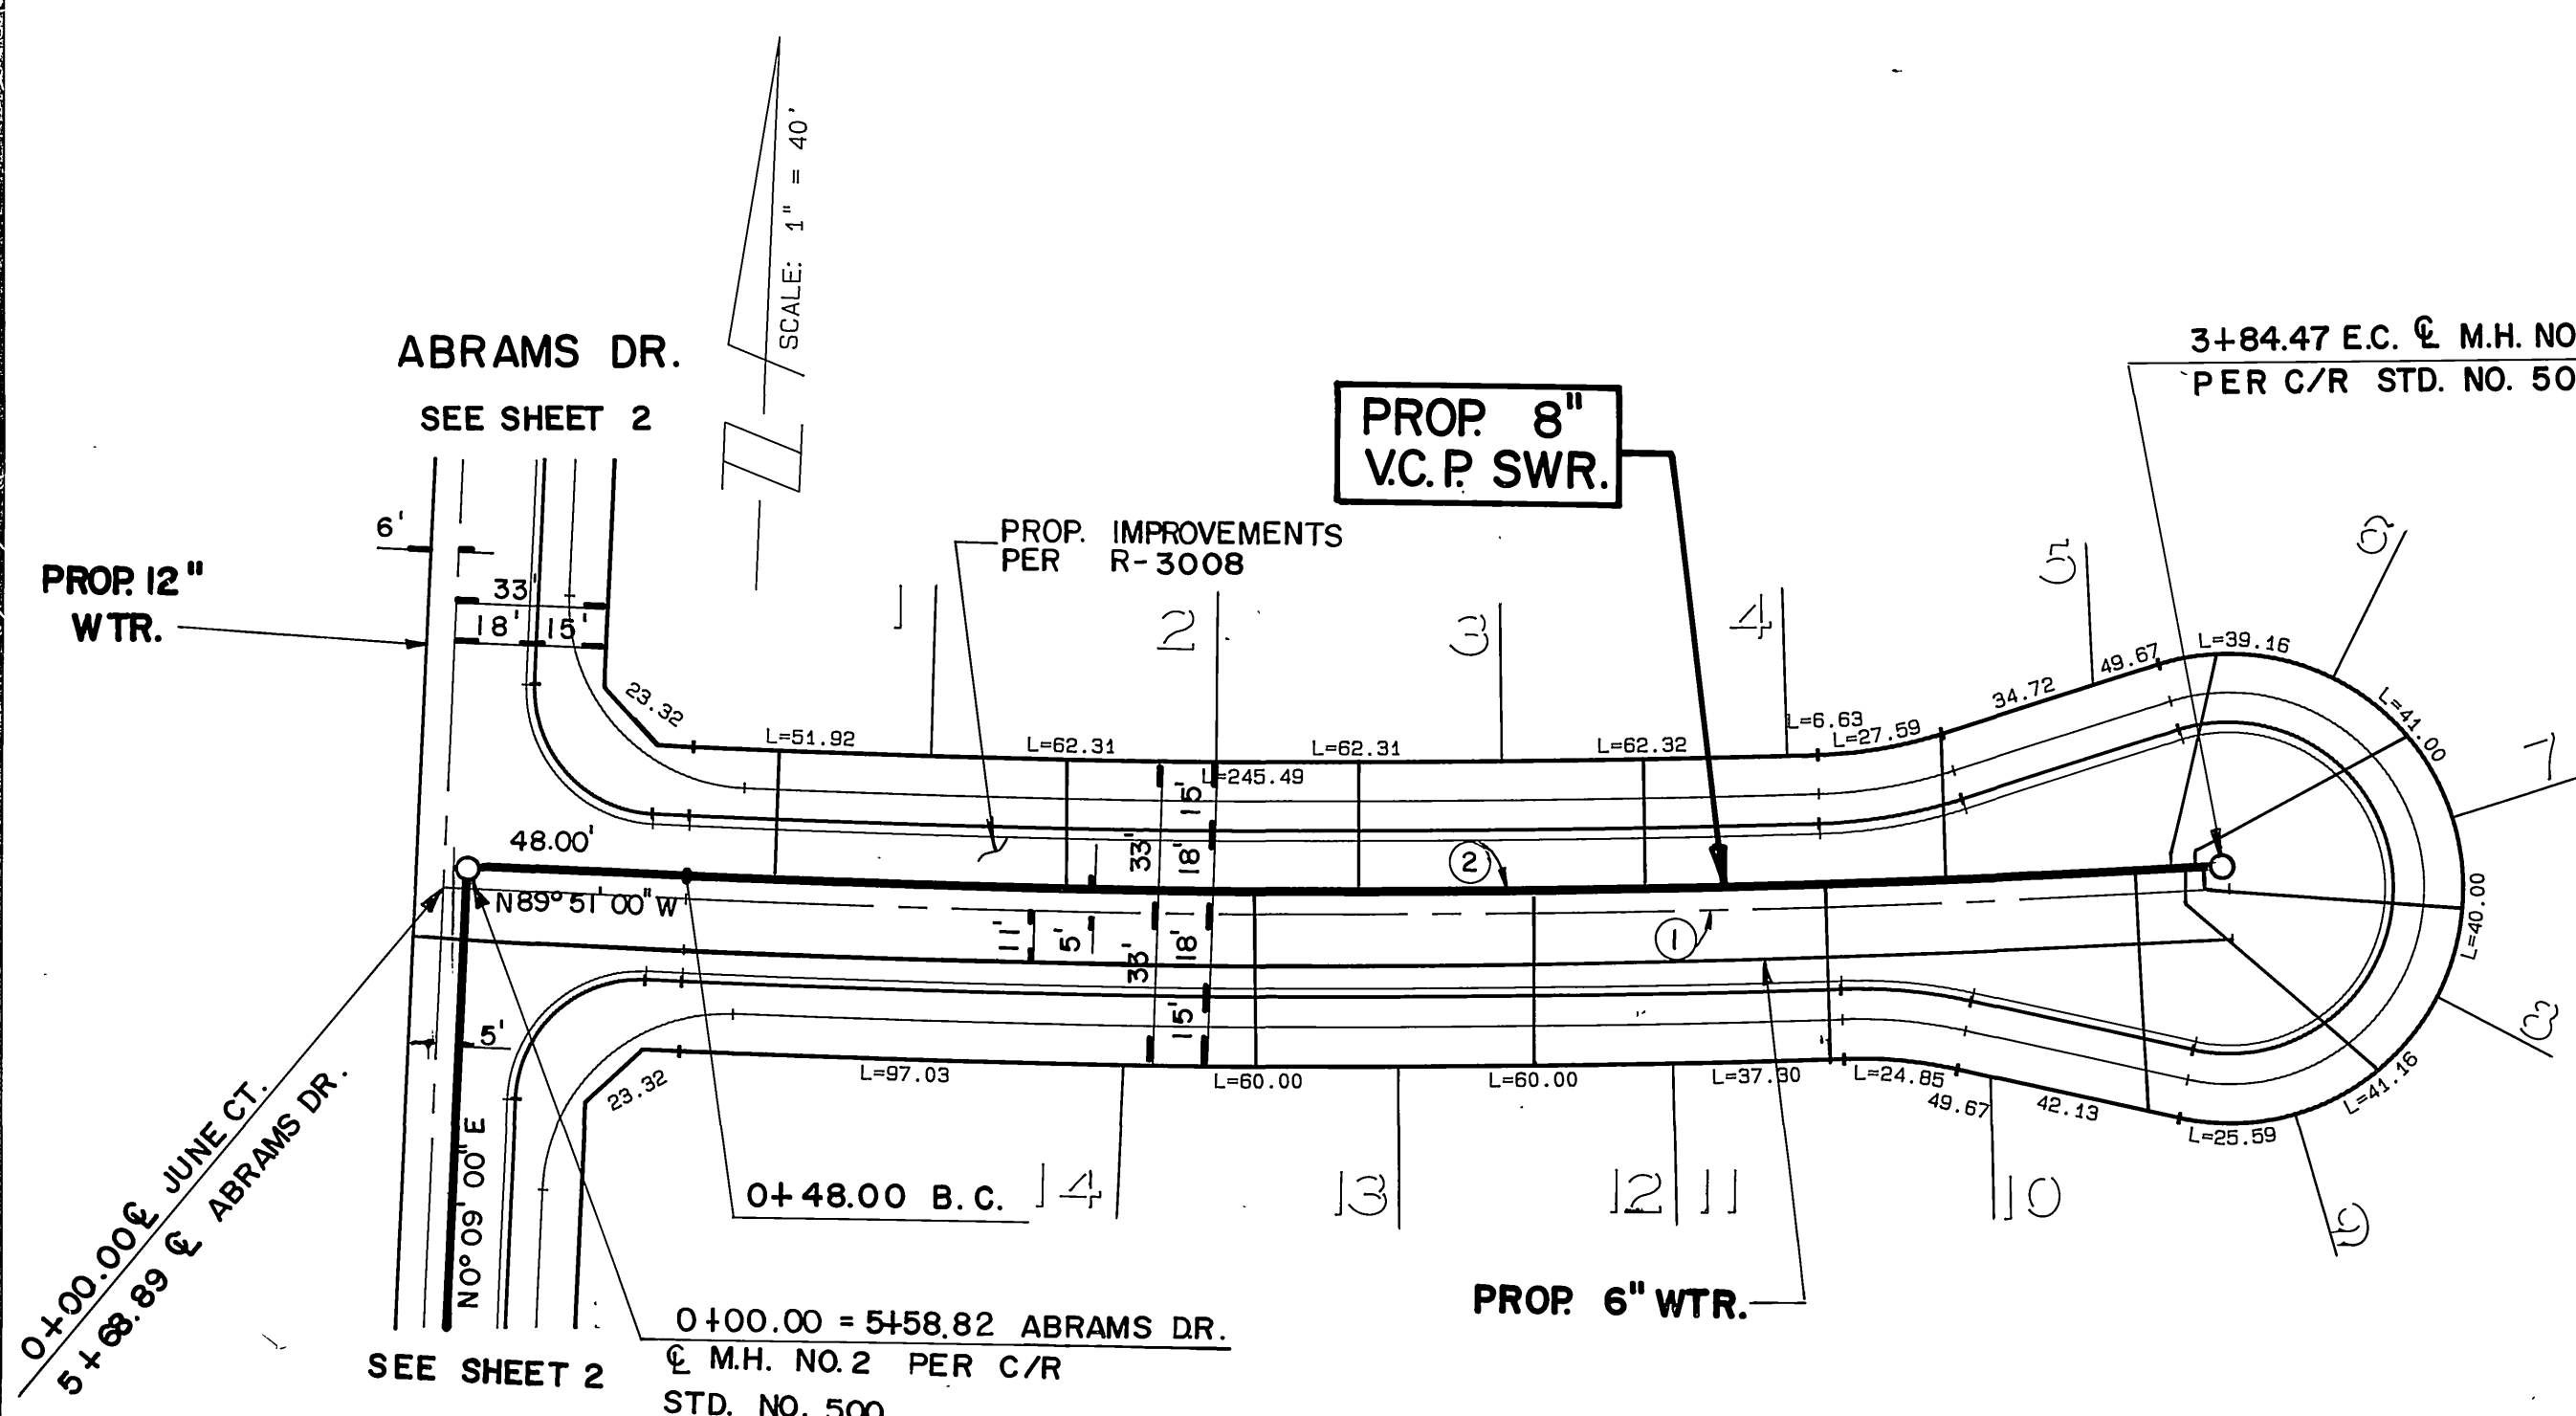 SCALE: 1" = 40'
ABRAMS DR.
SEE SHEET 2
3+84.47 E.C. ℄ M.H. NO
PER C/R STD. NO. 50
PROP. 8"
V.C.P. SWR.
PROP. IMPROVEMENTS
PER R-3008
6'
PROP. 12"
WTR.
33'
18' 15'
1
2
3
4
5
6
7
8
9
10
11
12
13
14
23.32
L=51.92
L=62.31
L=62.31
L=62.32
L=6.63
L=27.59
34.72
49.67
L=39.16
L=41.00
L=40.00
L=41.16
L=25.59
L=245.49
15'
33'
18'
48.00'
N89°51'00"W
2
1
11'
5'
33'
18'
15'
5'
23.32
L=97.03
L=60.00
L=60.00
L=37.30
L=24.85
49.67
42.13
N0°09'00"E
0+00.00 ℄ JUNE CT.
5+68.89 ℄ ABRAMS DR.
0+48.00 B.C.
PROP. 6" WTR.
0+00.00 = 5+58.82 ABRAMS DR.
℄ M.H. NO. 2 PER C/R
STD. NO. 500
SEE SHEET 2